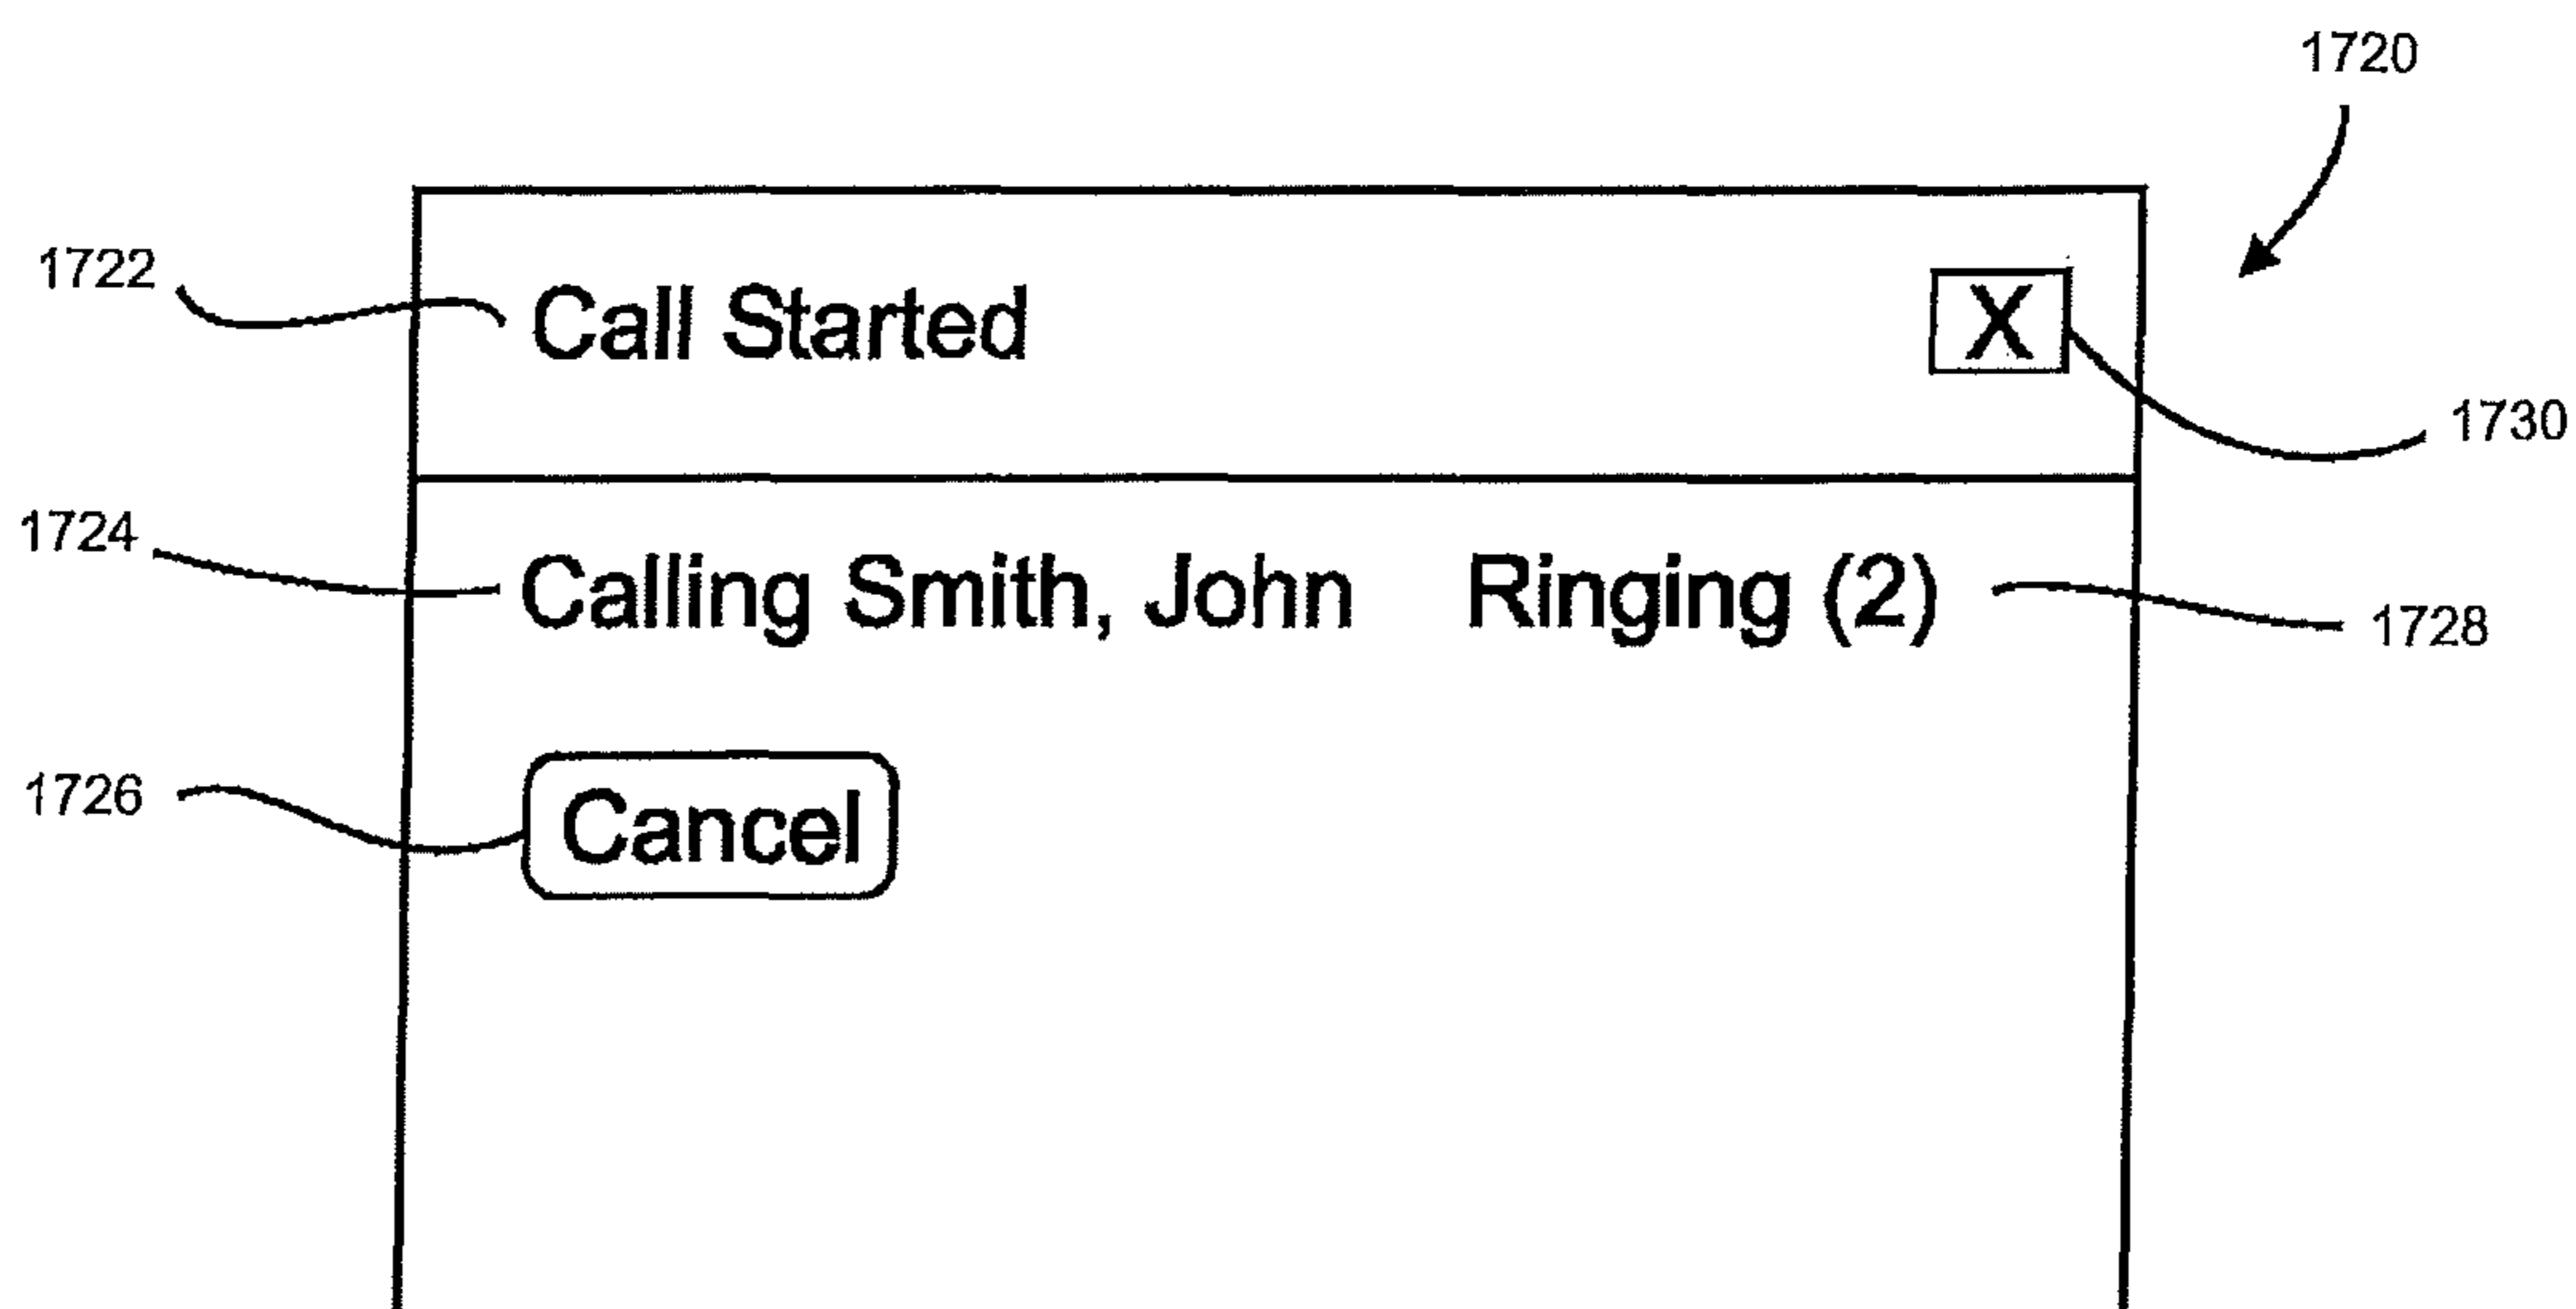 1720
1722 Call Started X
1730
1724 Calling Smith, John Ringing (2)
1728
1726 Cancel